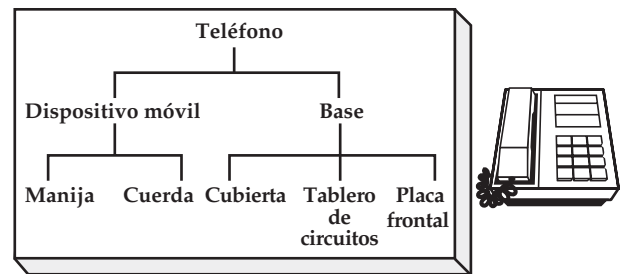 Teléfono
Dispositivo móvil Base
Manija Cuerda Cubierta Tablero de circuitos Placa frontal